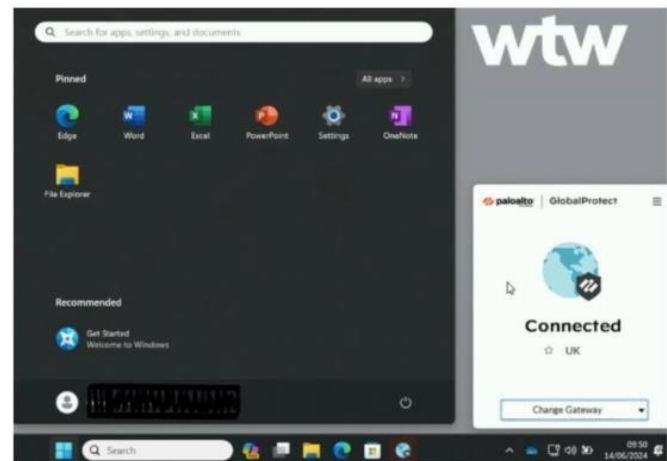 Search for apps, settings, and documents
wtw
Pinned
All apps >
Edge
Word
Excel
PowerPoint
Settings
OneNote
File Explorer
paloalto | GlobalProtect
Connected
UK
Recommended
Get Started
Welcome to Windows
Change Gateway
Search
09:50
14/06/2024